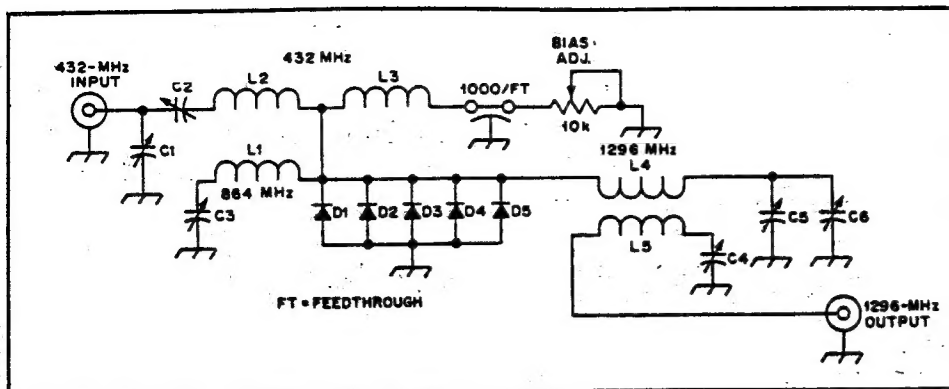 432-MHz
INPUT
C2
L2
432 MHz
L3
1000/FT
BIAS
ADJ.
10k
C1
L1
864 MHz
C3
D1
D2
D3
D4
D5
1296 MHz
L4
L5
C4
C5
C6
FT = FEEDTHROUGH
1296-MHz
OUTPUT